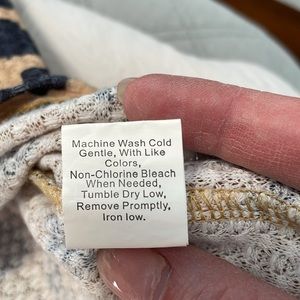 Machine Wash Cold
Gentle, With Like
Colors,
Non-Chlorine Bleach
When Needed,
Tumble Dry Low,
Remove Promptly,
Iron low.